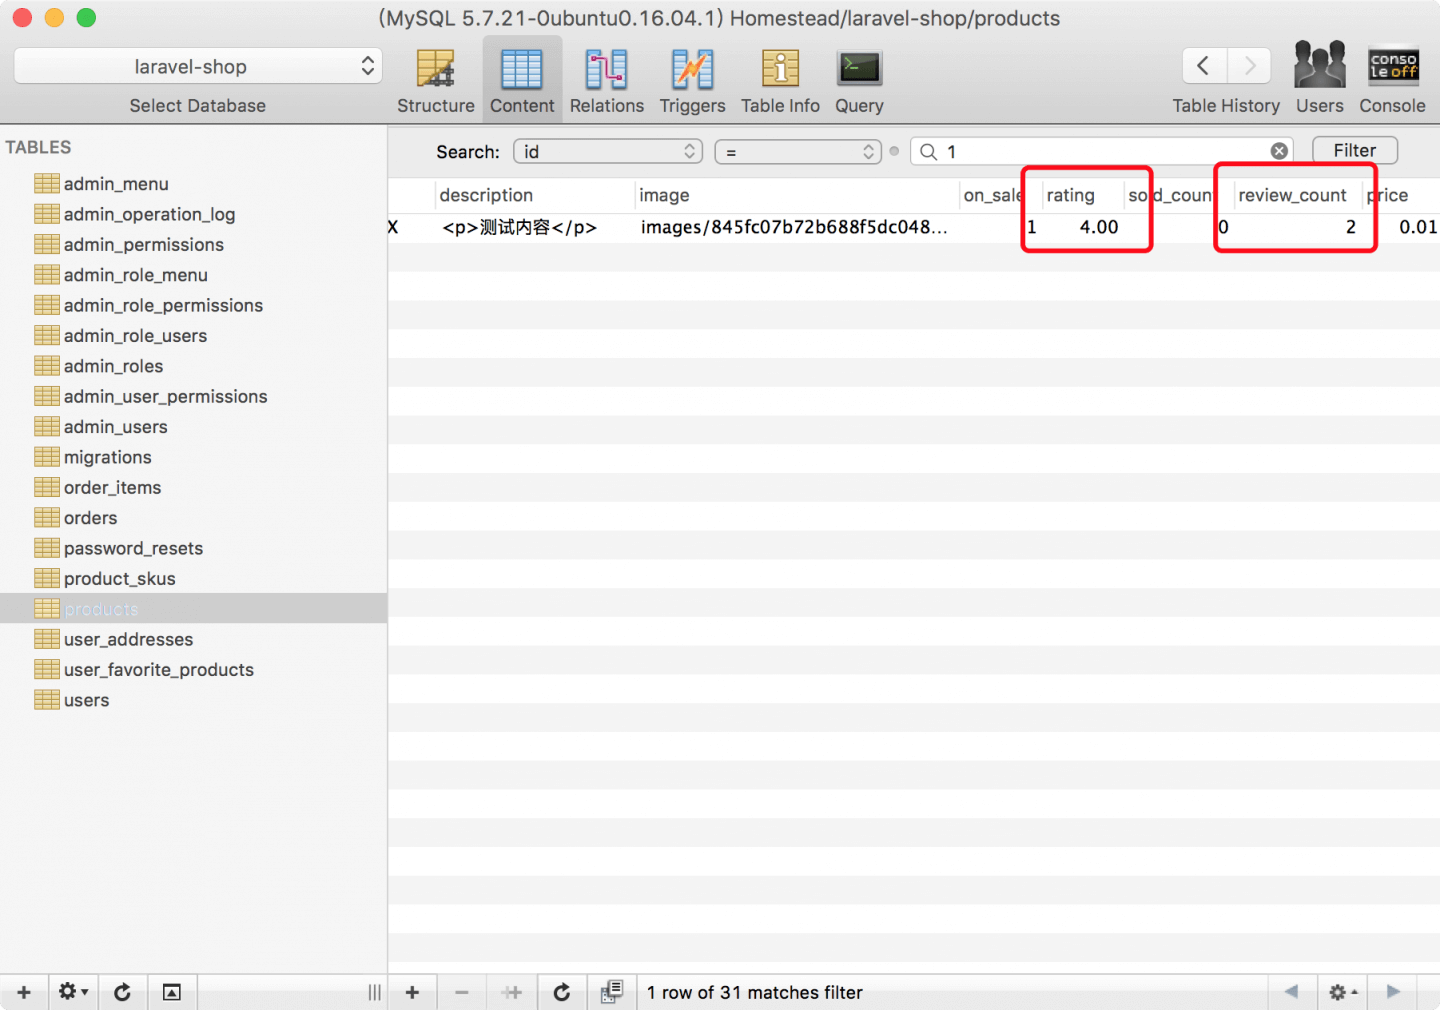 (MySQL 5.7.21-0ubuntu0.16.04.1) Homestead/laravel-shop/products
laravel-shop
Select Database
Structure Content Relations Triggers Table Info Query Table History Users Console
conso
leoff
TABLES
Search: id = 1 Filter
description image on_sale rating sold_count review_count price
X <p>测试内容</p> images/845fc07b72b688f5dc048... 1 4.00 0 2 0.01
admin_menu
admin_operation_log
admin_permissions
admin_role_menu
admin_role_permissions
admin_role_users
admin_roles
admin_user_permissions
admin_users
migrations
order_items
orders
password_resets
product_skus
products
user_addresses
user_favorite_products
users
1 row of 31 matches filter